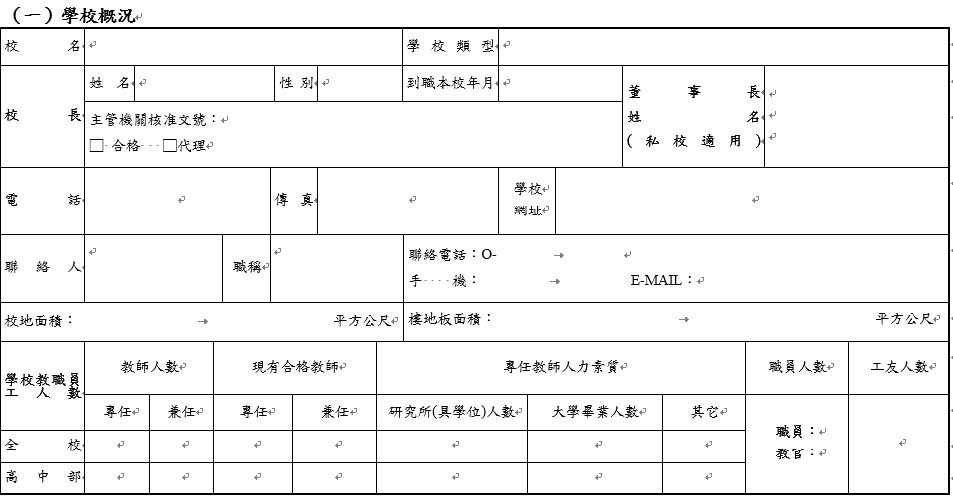 （一）學校概況
校名
學校類型
校長
姓名
性別
到職本校年月
董事長
姓名
(私校適用)
主管機關核准文號：
□合格 □代理
電話
傳真
學校
網址
聯絡人
職稱
聯絡電話：O-
手機： E-MAIL：
校地面積： 平方公尺
樓地板面積： 平方公尺
學校教職員
工人數
教師人數
現有合格教師
專任教師人力素質
職員人數
工友人數
專任
兼任
專任
兼任
研究所(具學位)人數
大學畢業人數
其它
職員：
教官：
全校
高中部